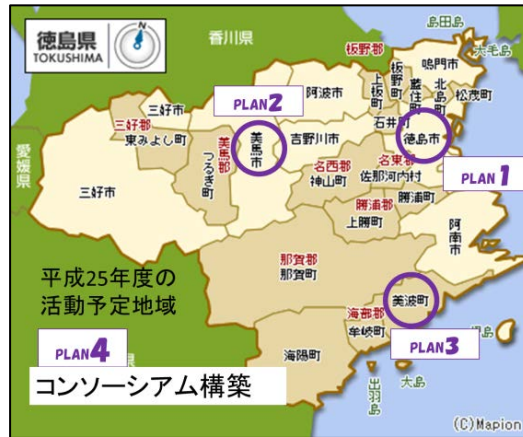 徳島県
TOKUSHIMA
香川県
島田島
大毛島
鳴門市
板野郡
板野町
上板町
藍住町
北島町
松茂町
阿波市
PLAN2
三好市
三好郡
東みよし町
美馬郡
つるぎ町
美馬市
吉野川市
石井町
徳島市
名西郡
神山町
名東郡
佐那河内村
PLAN1
愛媛県
三好市
勝浦郡
上勝町
勝浦町
阿南市
那賀郡
那賀町
平成25年度の
活動予定地域
美波町
海部郡
牟岐町
PLAN3
PLAN4
コンソーシアム構築
海陽町
大島
出羽島
(C)Mapion